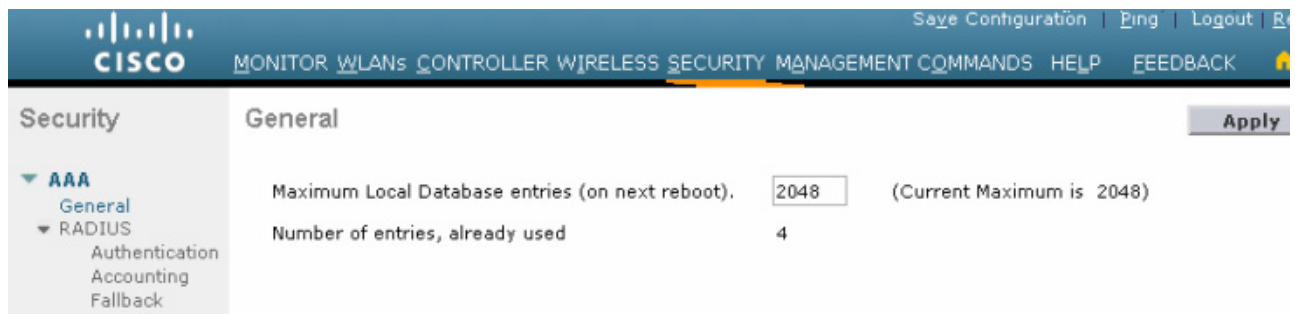 Save Configuration | Ping | Logout | Re
CISCO
MONITOR WLANs CONTROLLER WIRELESS SECURITY MANAGEMENT COMMANDS HELP FEEDBACK
Security
General
Apply
AAA
General
RADIUS
Authentication
Accounting
Fallback
Maximum Local Database entries (on next reboot). 2048 (Current Maximum is 2048)
Number of entries, already used 4